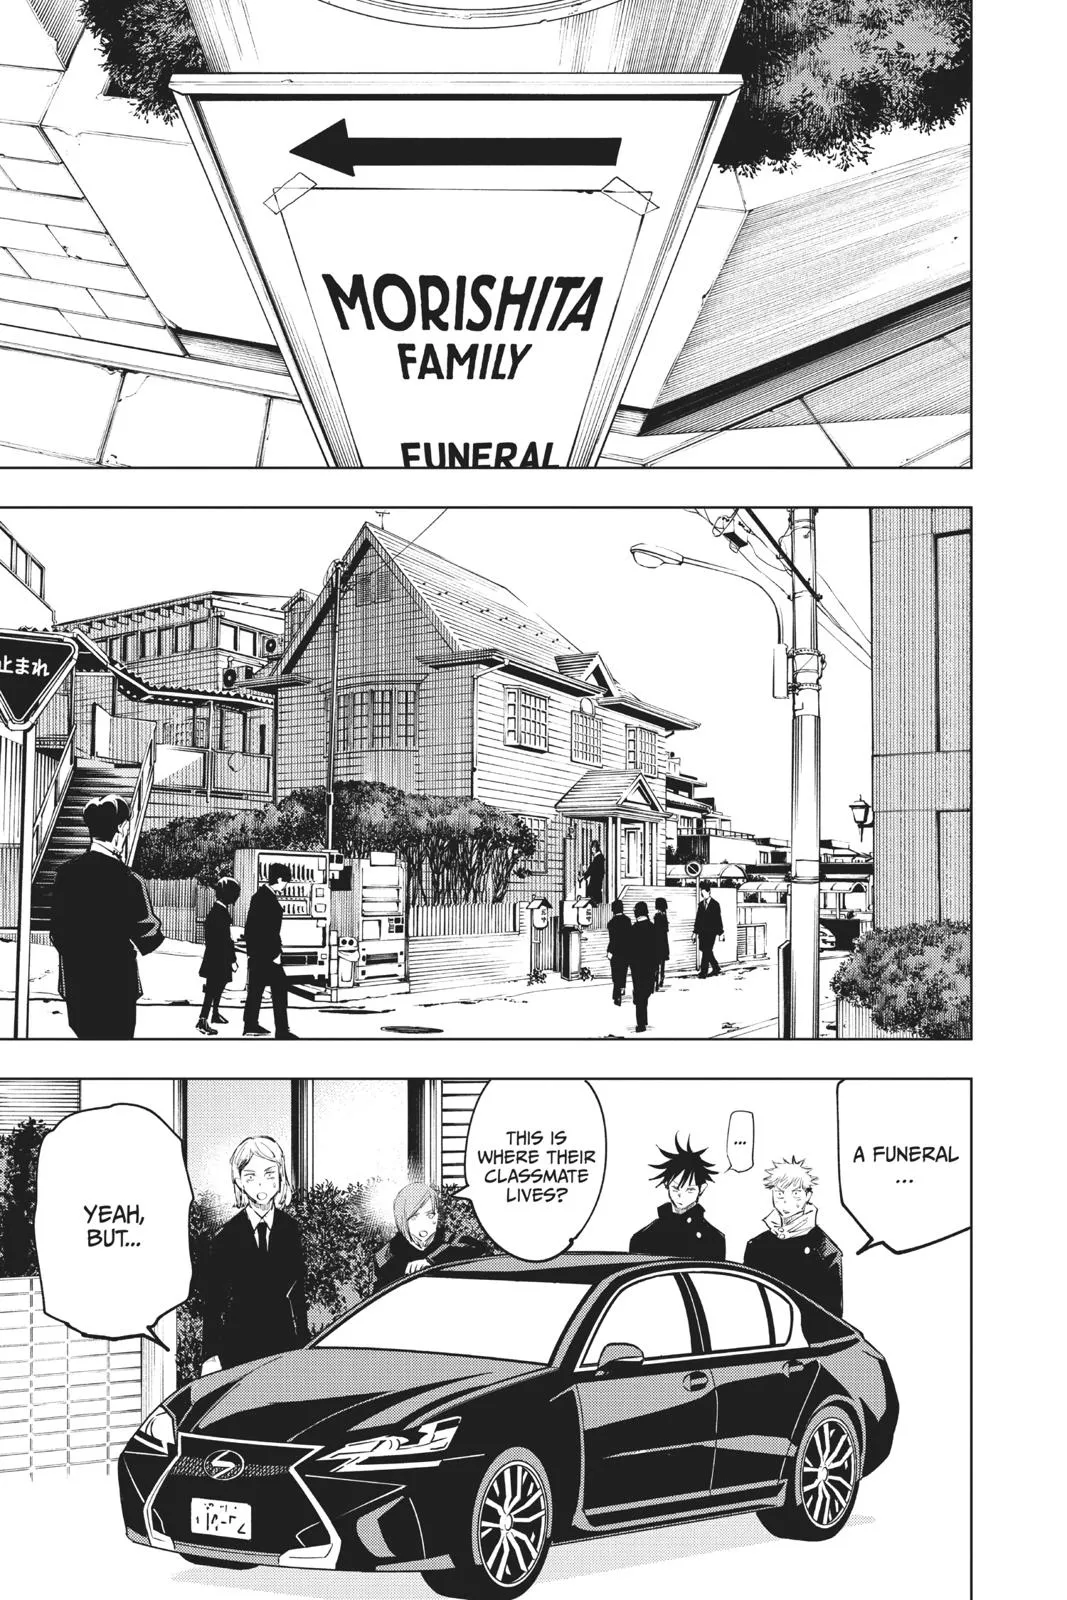 MORISHITA
FAMILY
FUNERAL
止まれ
A FUNERAL
...
...
THIS IS
WHERE THEIR
CLASSMATE
LIVES?
YEAH,
BUT...